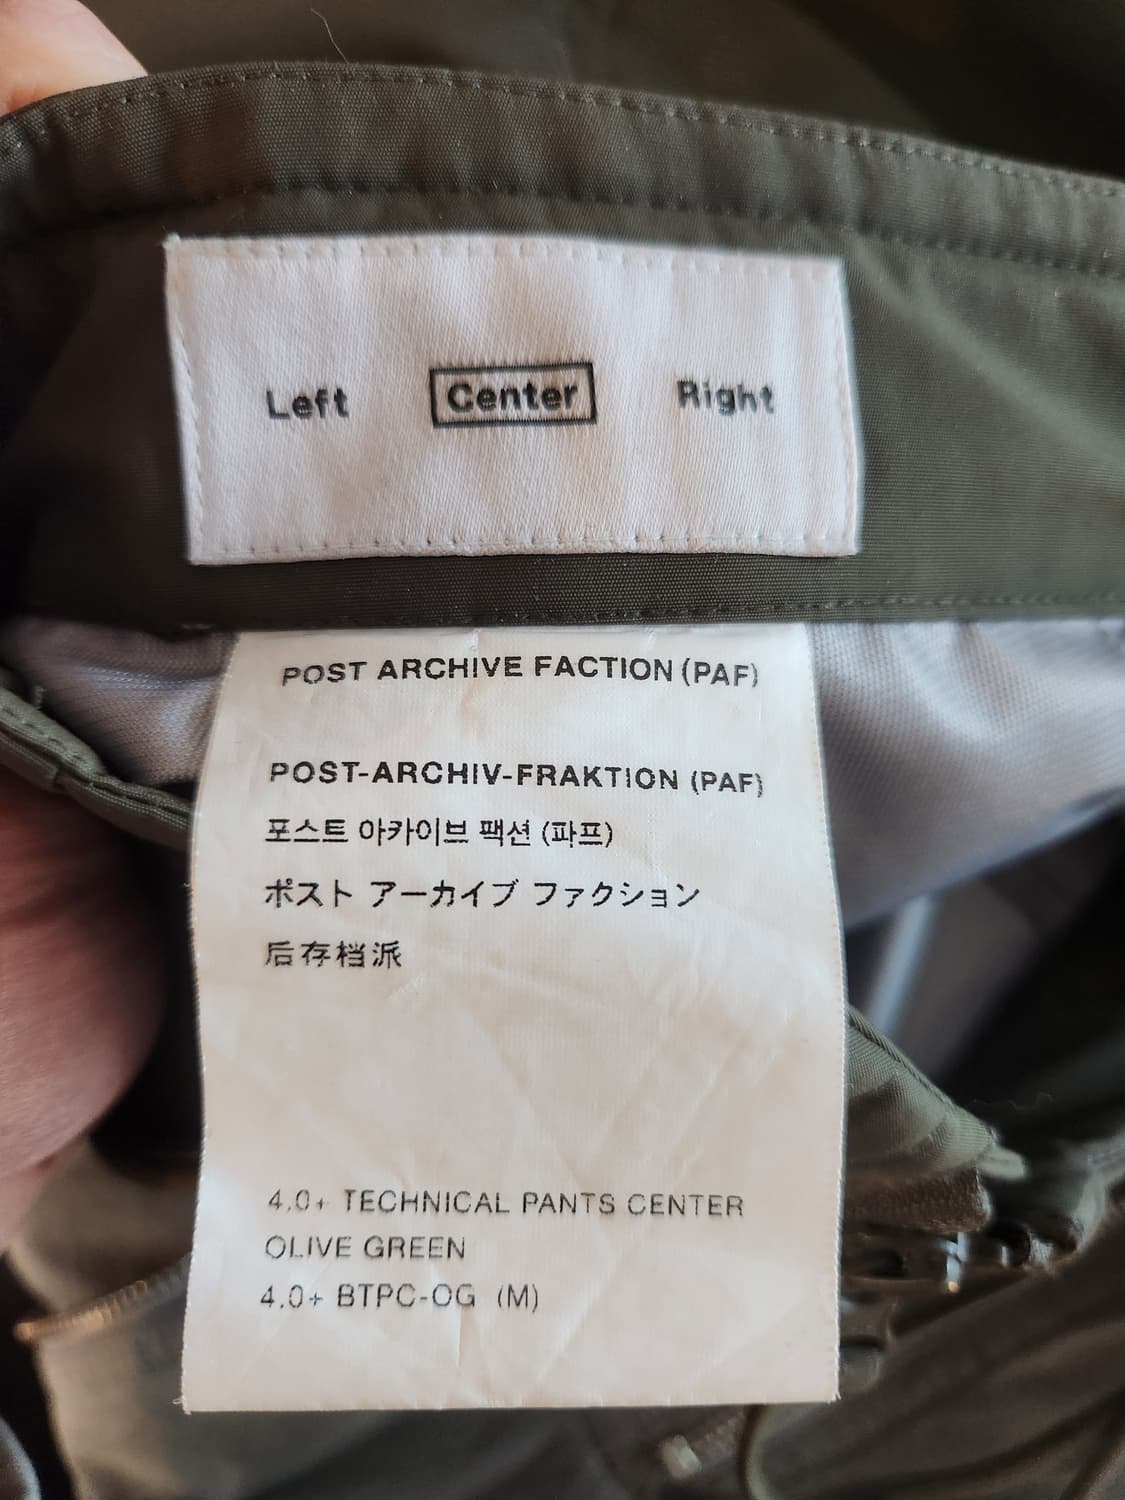 Left Center Right
POST ARCHIVE FACTION (PAF)
POST-ARCHIV-FRAKTION (PAF)
포스트 아카이브 팩션 (파프)
ポスト アーカイブ ファクション
后存档派
4.0+ TECHNICAL PANTS CENTER
OLIVE GREEN
4.0+ BTPC-OG (M)